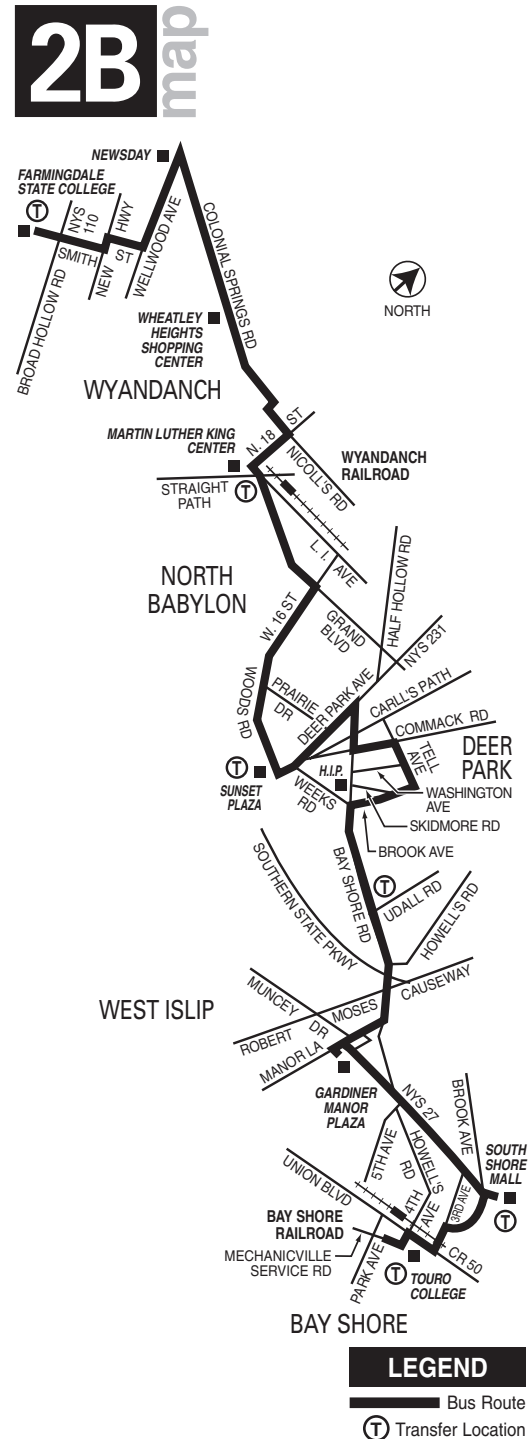 2B
map
NEWSDAY
FARMINGDALE
STATE COLLEGE
T
NYS
110
HWY
SMITH
ST
NEW
WELLWOOD AVE
BROAD HOLLOW RD
COLONIAL SPRINGS RD
NORTH
WHEATLEY
HEIGHTS
SHOPPING
CENTER
WYANDANCH
MARTIN LUTHER KING
CENTER
N. 18
ST
NICOLL'S RD
WYANDANCH
RAILROAD
STRAIGHT
PATH
T
L. I. AVE
NORTH
BABYLON
W. 16 ST
GRAND
BLVD
HALF HOLLOW RD
NYS 231
WOODS RD
PRAIRIE
DR
DEER PARK AVE
CARLL'S PATH
COMMACK RD
TELL
AVE
DEER
PARK
T
SUNSET
PLAZA
WEEKS
RD
H.I.P.
WASHINGTON
AVE
SKIDMORE RD
BROOK AVE
BAY SHORE RD
T
UDALL RD
SOUTHERN STATE PKWY
HOWELL'S RD
WEST ISLIP
MUNCEY
DR
ROBERT
MOSES
CAUSEWAY
MANOR LA
GARDINER
MANOR
PLAZA
NYS 27
BROOK AVE
5TH AVE
HOWELL'S
RD
SOUTH
SHORE
MALL
T
UNION BLVD
4TH
AVE
3RD AVE
BAY SHORE
RAILROAD
MECHANICVILLE
SERVICE RD
PARK AVE
T
TOURO
COLLEGE
CR 50
BAY SHORE
LEGEND
Bus Route
T Transfer Location